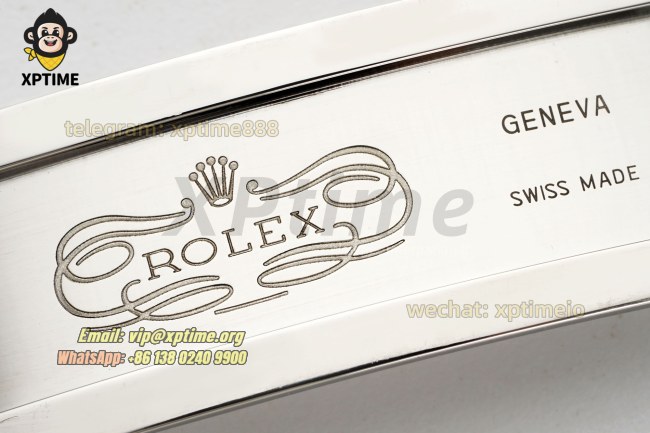 XPTIME
telegram: xptime888
GENEVA
SWISS MADE
XPtime
ROLEX
wechat: xptimeio
Email: vip@xptime.org
WhatsApp: +86 138 0240 9900